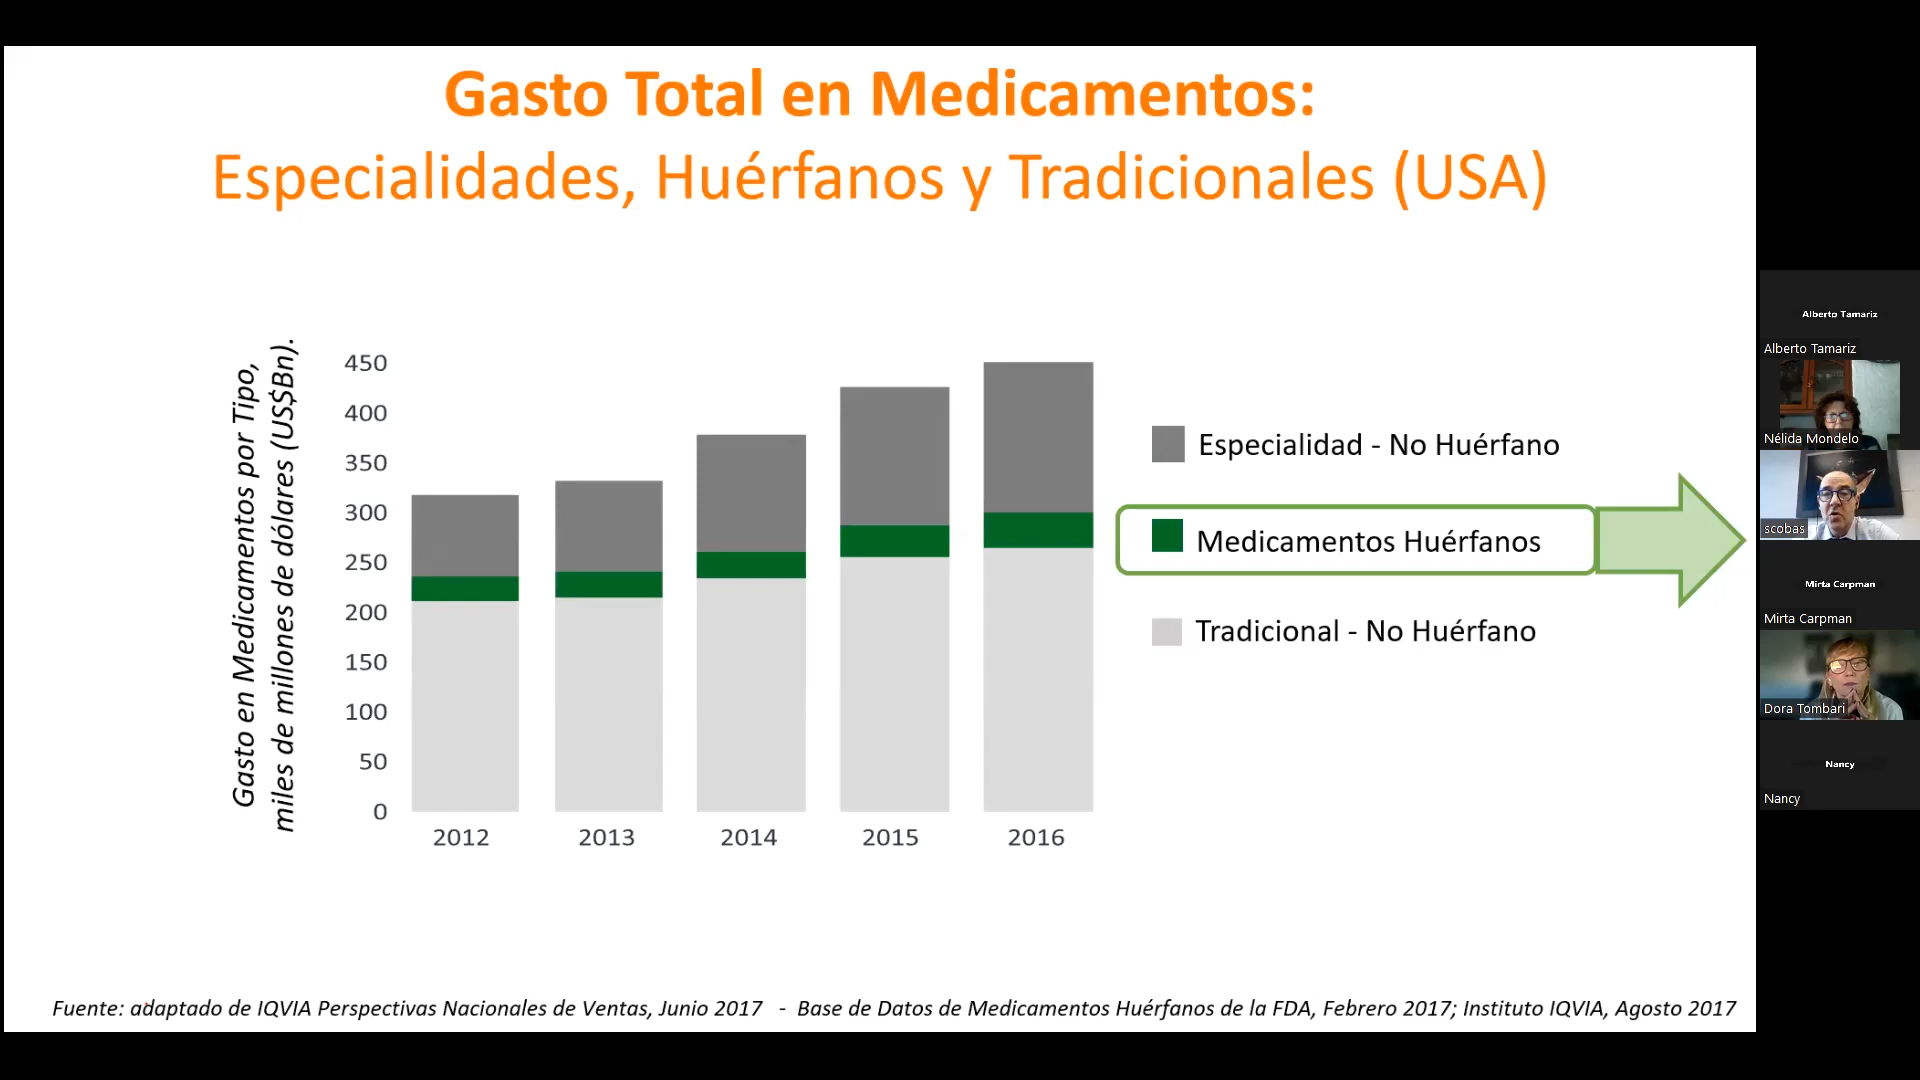 Gasto Total en Medicamentos:
Especialidades, Huérfanos y Tradicionales (USA)
Gasto en Medicamentos por Tipo,
miles de millones de dólares (US$Bn).
450
400
350
300
250
200
150
100
50
0
2012 2013 2014 2015 2016
Especialidad - No Huérfano
Medicamentos Huérfanos
Tradicional - No Huérfano
Fuente: adaptado de IQVIA Perspectivas Nacionales de Ventas, Junio 2017 - Base de Datos de Medicamentos Huérfanos de la FDA, Febrero 2017; Instituto IQVIA, Agosto 2017
Alberto Tamariz
Alberto Tamariz
Nélida Mondelo
scobas
Mirta Carpman
Mirta Carpman
Dora Tombari
Nancy
Nancy